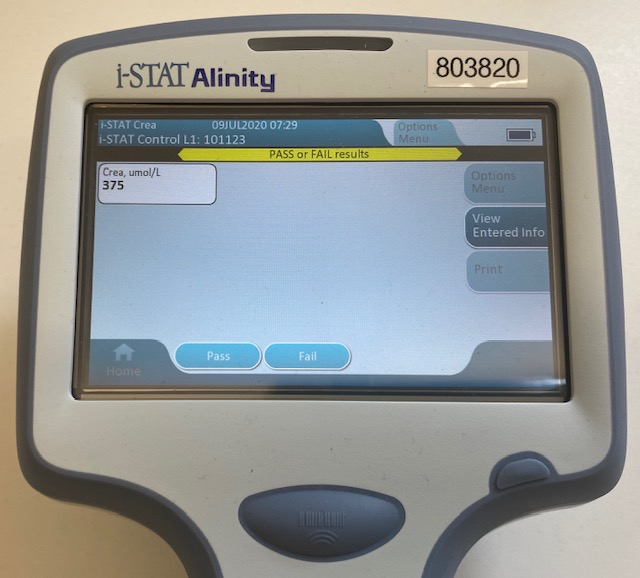 i-STAT Alinity
803820
i-STAT Crea 09JUL2020 07:29
i-STAT Control L1: 101123
Options
Menu
PASS or FAIL results
Crea, umol/L
375
Options
Menu
View
Entered Info
Print
Home
Pass
Fail